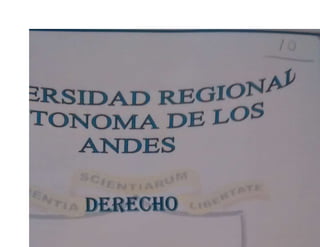 10
ERSIDAD REGIONAL
TONOMA DE LOS
ANDES
SCIENTIARUM
ENTIA DERECHO LIBERTATE